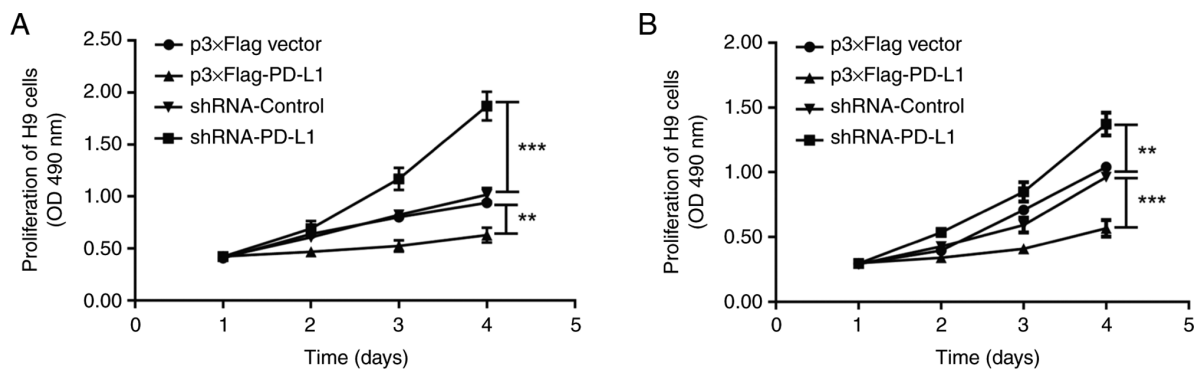 A
Proliferation of H9 cells
(OD 490 nm)
2.50
2.00
1.50
1.00
0.50
0.00
p3×Flag vector
p3×Flag-PD-L1
shRNA-Control
shRNA-PD-L1
***
**
0 1 2 3 4 5
Time (days)
B
Proliferation of H9 cells
(OD 490 nm)
2.00
1.50
1.00
0.50
0.00
p3×Flag vector
p3×Flag-PD-L1
shRNA-Control
shRNA-PD-L1
**
***
0 1 2 3 4 5
Time (days)